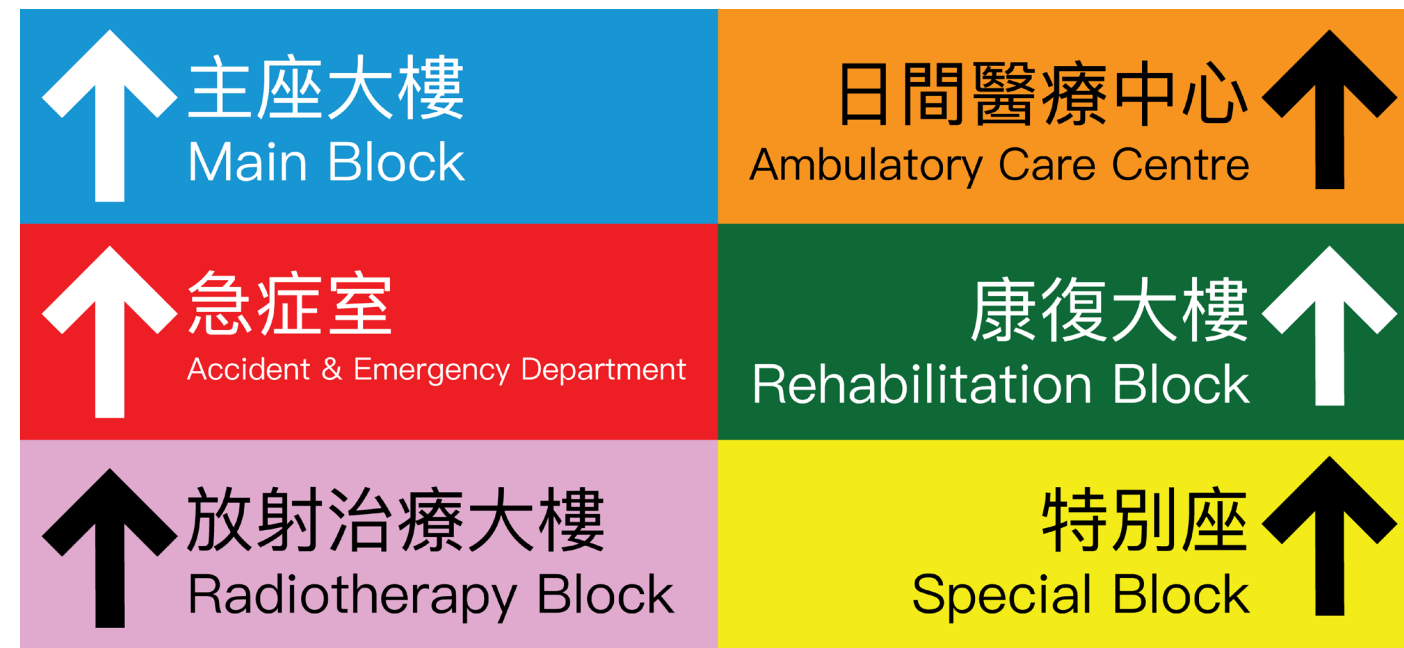 主座大樓
Main Block
日間醫療中心
Ambulatory Care Centre
急症室
Accident & Emergency Department
康復大樓
Rehabilitation Block
放射治療大樓
Radiotherapy Block
特別座
Special Block